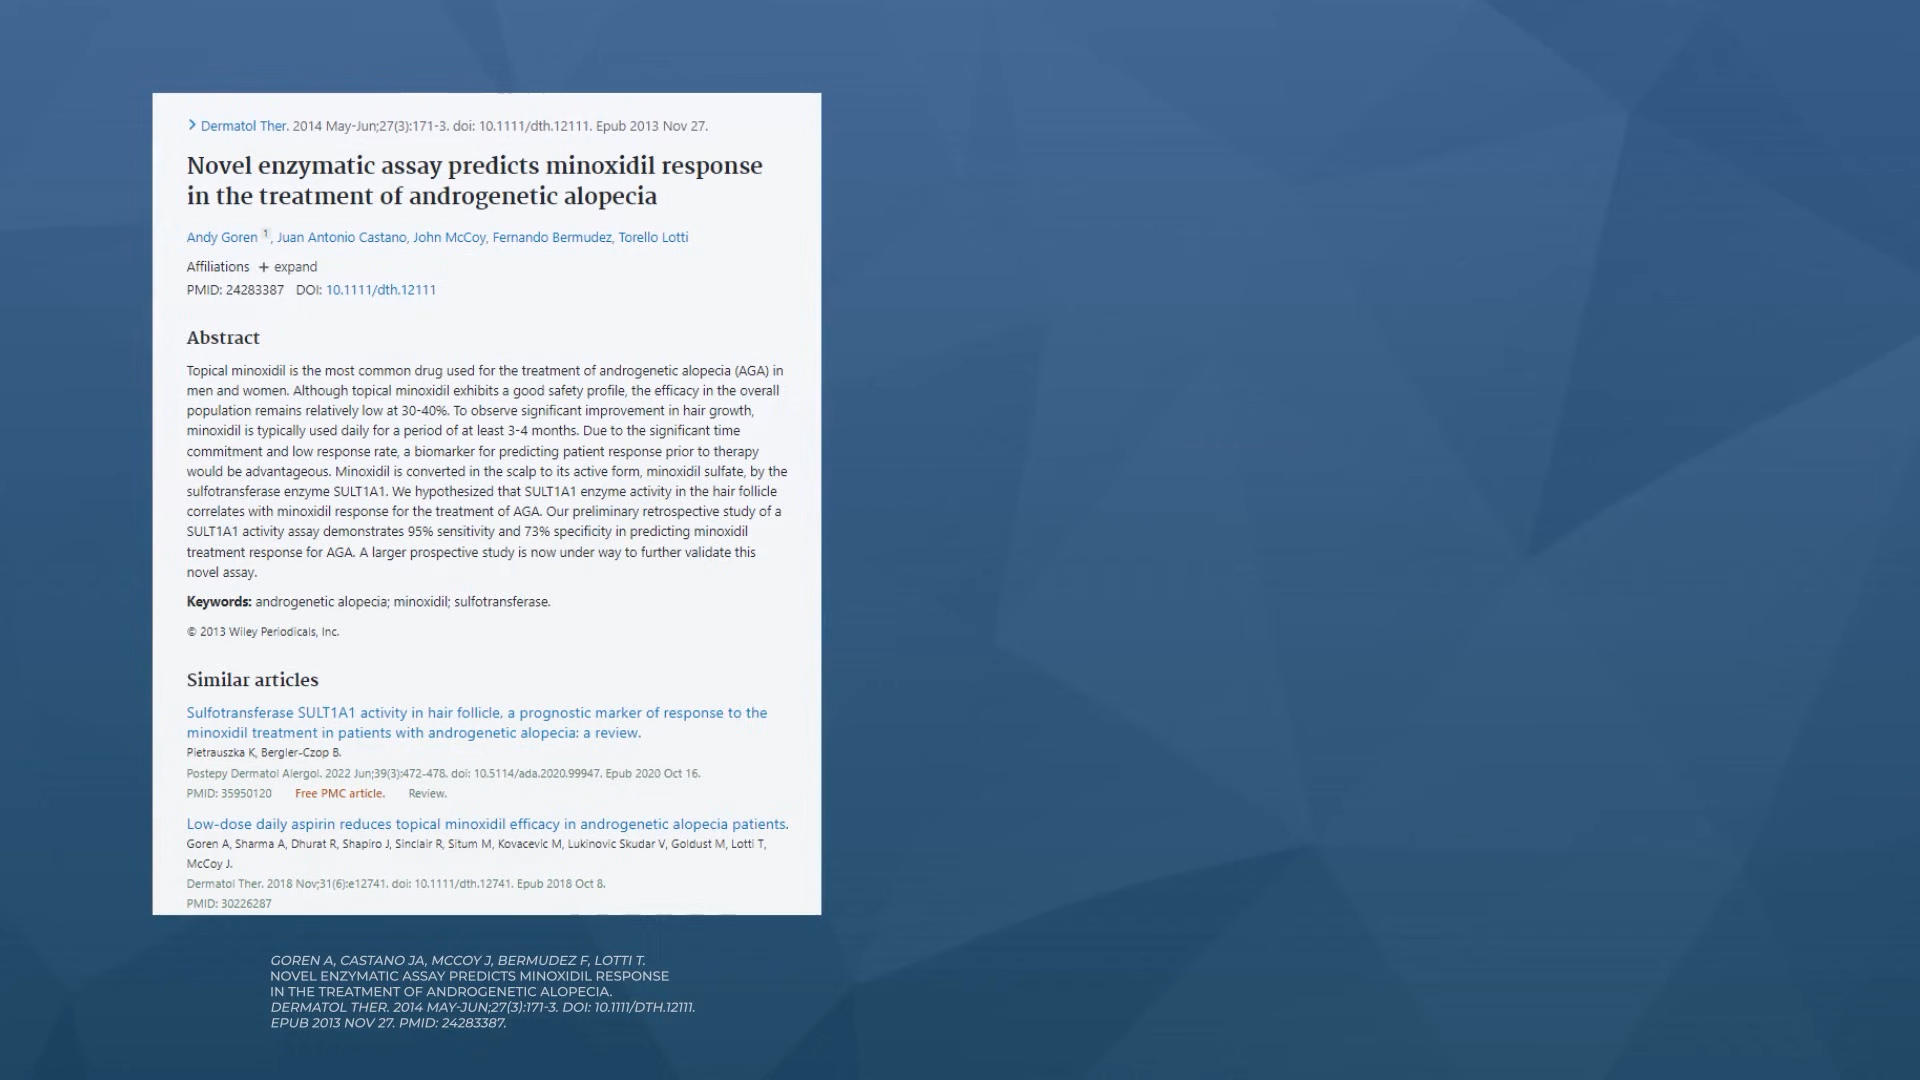 > Dermatol Ther. 2014 May-Jun;27(3):171-3. doi: 10.1111/dth.12111. Epub 2013 Nov 27.
Novel enzymatic assay predicts minoxidil response
in the treatment of androgenetic alopecia
Andy Goren 1, Juan Antonio Castano, John McCoy, Fernando Bermudez, Torello Lotti
Affiliations + expand
PMID: 24283387 DOI: 10.1111/dth.12111
Abstract
Topical minoxidil is the most common drug used for the treatment of androgenetic alopecia (AGA) in
men and women. Although topical minoxidil exhibits a good safety profile, the efficacy in the overall
population remains relatively low at 30-40%. To observe significant improvement in hair growth,
minoxidil is typically used daily for a period of at least 3-4 months. Due to the significant time
commitment and low response rate, a biomarker for predicting patient response prior to therapy
would be advantageous. Minoxidil is converted in the scalp to its active form, minoxidil sulfate, by the
sulfotransferase enzyme SULT1A1. We hypothesized that SULT1A1 enzyme activity in the hair follicle
correlates with minoxidil response for the treatment of AGA. Our preliminary retrospective study of a
SULT1A1 activity assay demonstrates 95% sensitivity and 73% specificity in predicting minoxidil
treatment response for AGA. A larger prospective study is now under way to further validate this
novel assay.
Keywords: androgenetic alopecia; minoxidil; sulfotransferase.
© 2013 Wiley Periodicals, Inc.
Similar articles
Sulfotransferase SULT1A1 activity in hair follicle, a prognostic marker of response to the
minoxidil treatment in patients with androgenetic alopecia: a review.
Pietrauszka K, Bergler-Czop B.
Postepy Dermatol Alergol. 2022 Jun;39(3):472-478. doi: 10.5114/ada.2020.99947. Epub 2020 Oct 16.
PMID: 35950120 Free PMC article. Review.
Low-dose daily aspirin reduces topical minoxidil efficacy in androgenetic alopecia patients.
Goren A, Sharma A, Dhurat R, Shapiro J, Sinclair R, Situm M, Kovacevic M, Lukinovic Skudar V, Goldust M, Lotti T,
McCoy J.
Dermatol Ther. 2018 Nov;31(6):e12741. doi: 10.1111/dth.12741. Epub 2018 Oct 8.
PMID: 30226287
GOREN A, CASTANO JA, MCCOY J, BERMUDEZ F, LOTTI T.
NOVEL ENZYMATIC ASSAY PREDICTS MINOXIDIL RESPONSE
IN THE TREATMENT OF ANDROGENETIC ALOPECIA.
DERMATOL THER. 2014 MAY-JUN;27(3):171-3. DOI: 10.1111/DTH.12111.
EPUB 2013 NOV 27. PMID: 24283387.